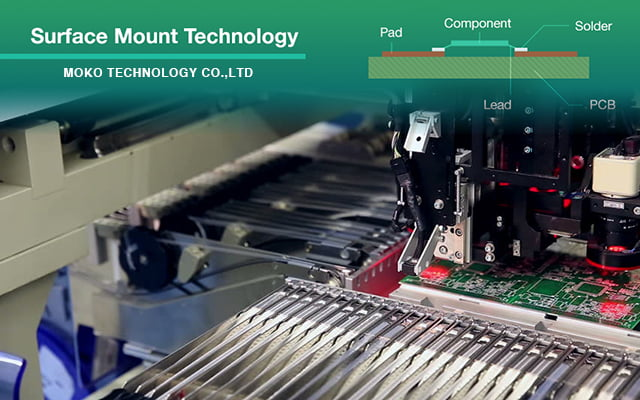 Surface Mount Technology
MOKO TECHNOLOGY CO.,LTD
Component
Solder
Pad
Lead
PCB